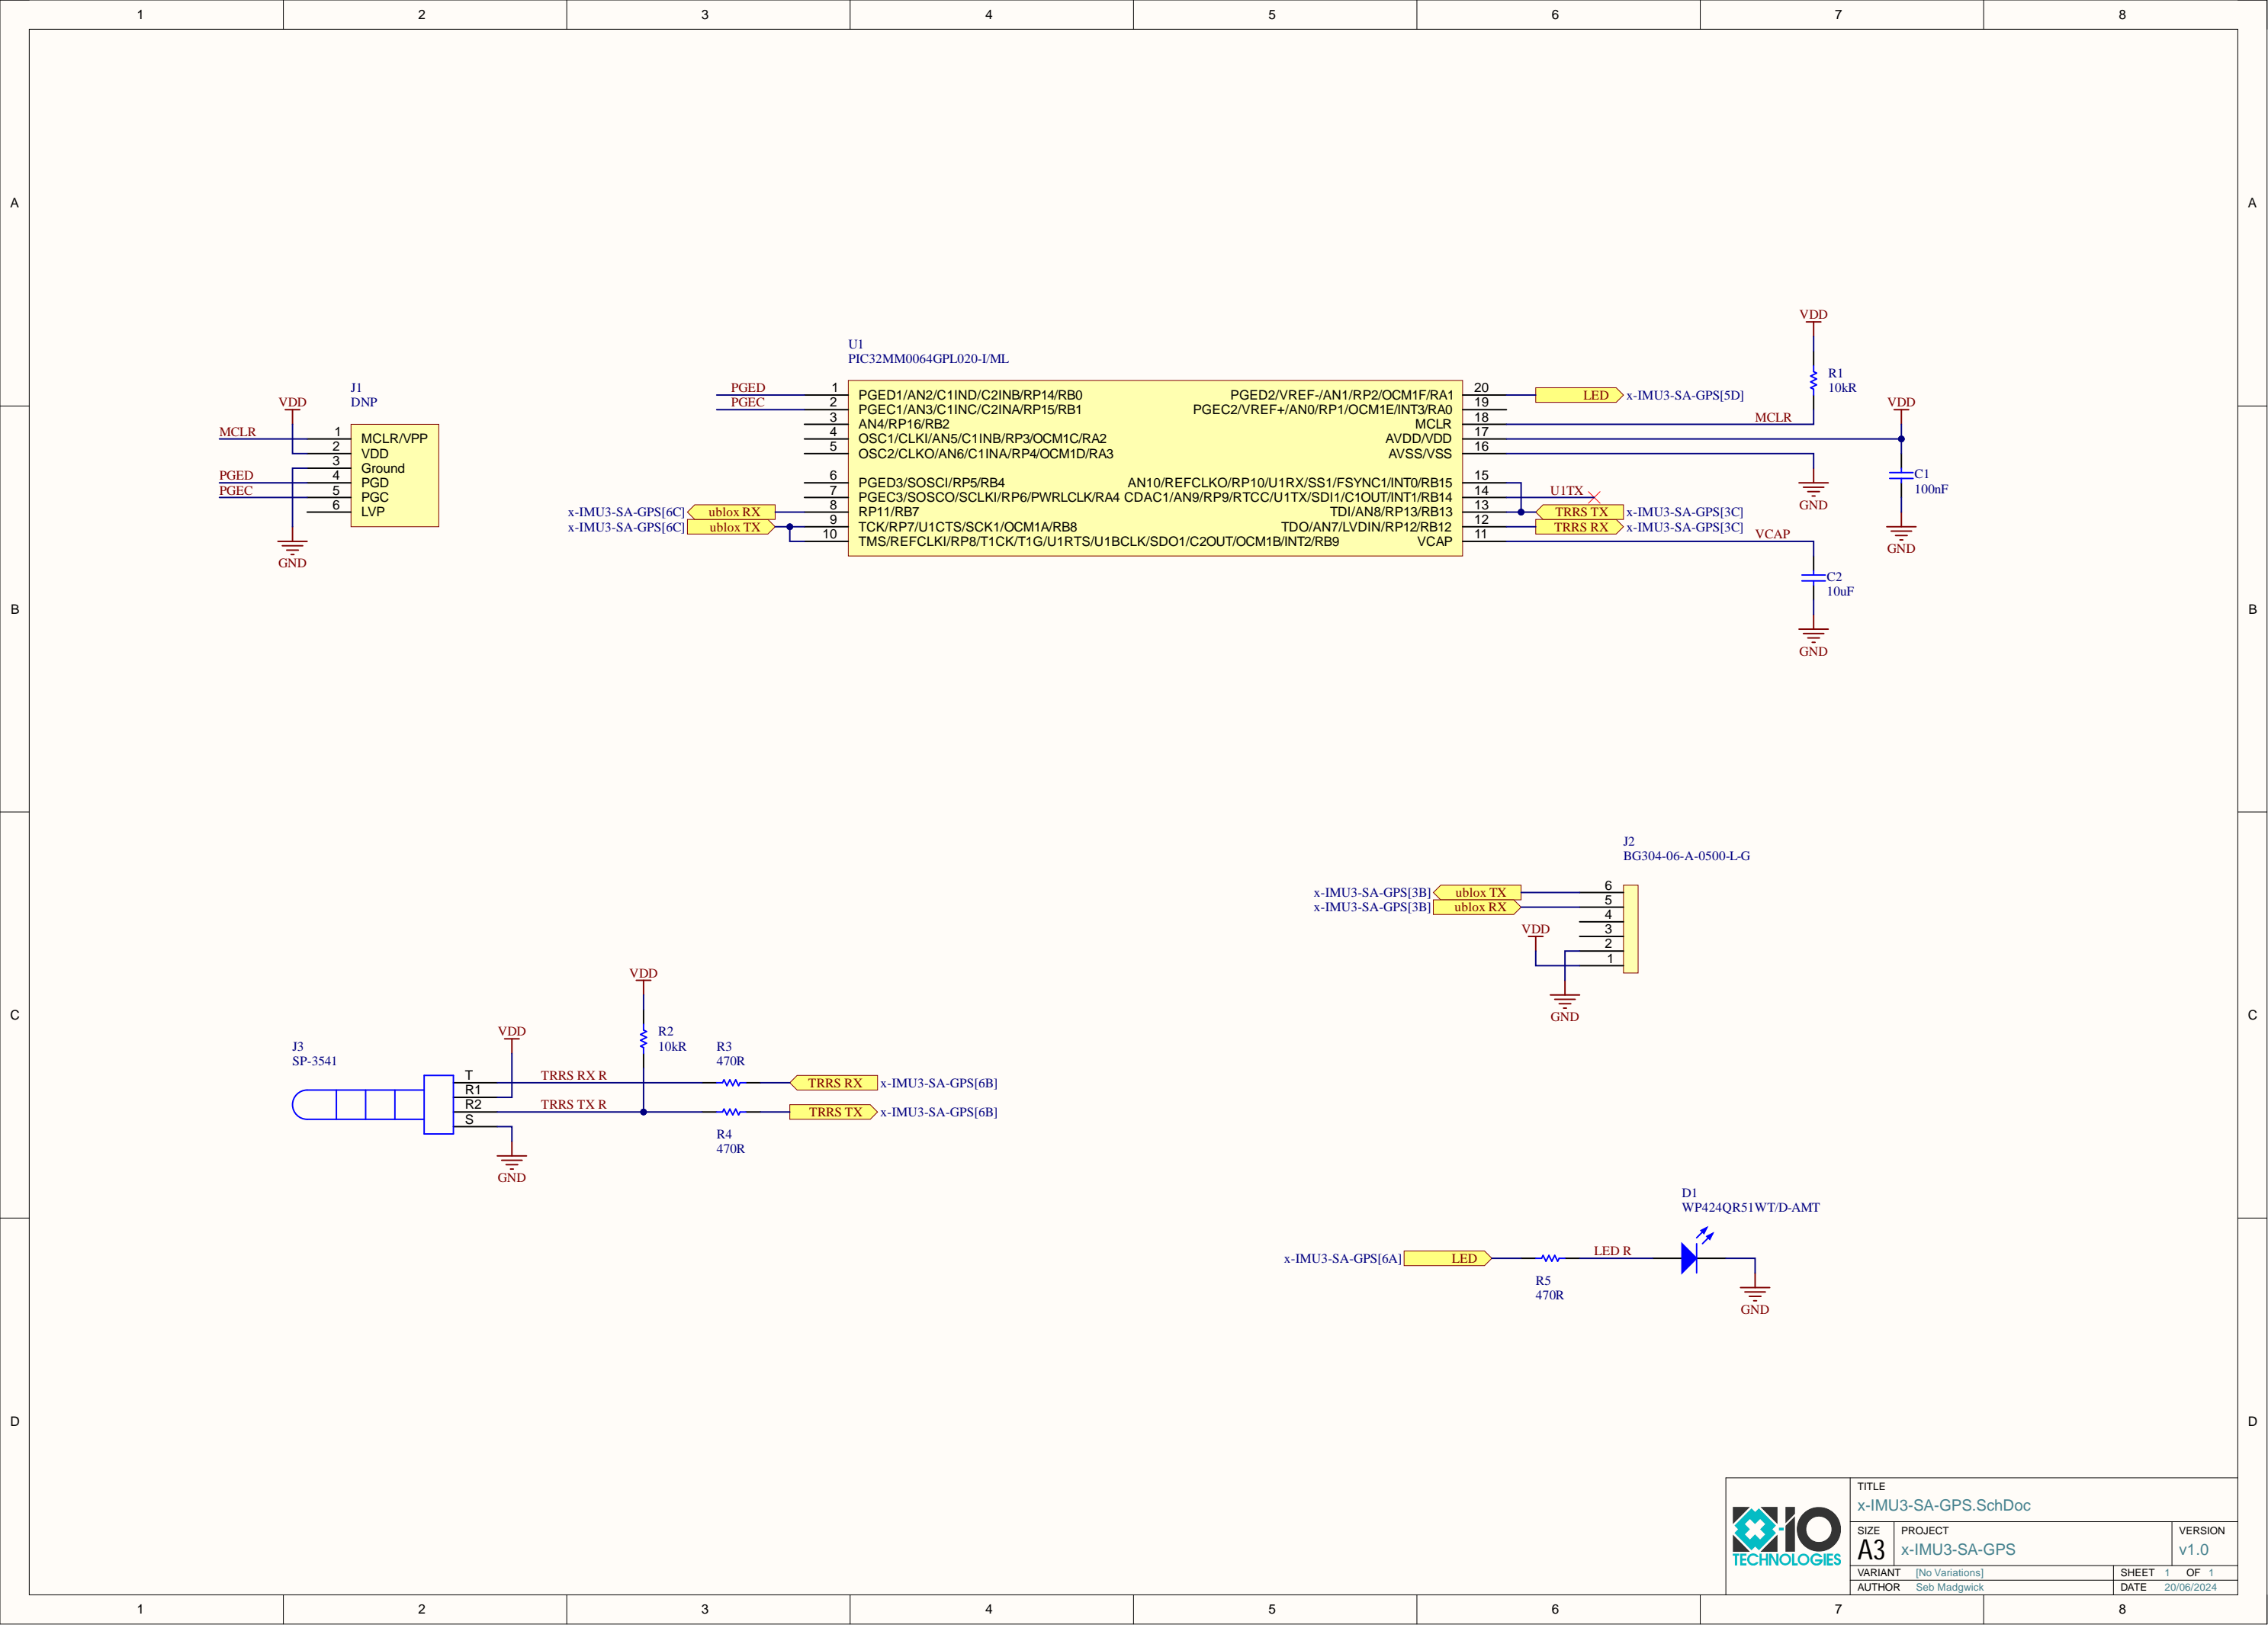 1 2 3 4 5 6 7 8
A A
VDD
U1
PIC32MM0064GPL020-I/ML
R1
10kR
J1
DNP
VDD
MCLR
PGED
PGEC
1 MCLR/VPP
2 VDD
3 Ground
4 PGD
5 PGC
6 LVP
GND
PGED 1 PGED1/AN2/C1IND/C2INB/RP14/RB0
PGEC 2 PGEC1/AN3/C1INC/C2INA/RP15/RB1
3 AN4/RP16/RB2
4 OSC1/CLKI/AN5/C1INB/RP3/OCM1C/RA2
5 OSC2/CLKO/AN6/C1INA/RP4/OCM1D/RA3
6 PGED3/SOSCI/RP5/RB4
7 PGEC3/SOSCO/SCLKI/RP6/PWRLCLK/RA4
x-IMU3-SA-GPS[6C] ublox RX 8 RP11/RB7
x-IMU3-SA-GPS[6C] ublox TX 9 TCK/RP7/U1CTS/SCK1/OCM1A/RB8
10 TMS/REFCLKI/RP8/T1CK/T1G/U1RTS/U1BCLK/SDO1/C2OUT/OCM1B/INT2/RB9
PGED2/VREF-/AN1/RP2/OCM1F/RA1 20 LED x-IMU3-SA-GPS[5D]
PGEC2/VREF+/AN0/RP1/OCM1E/INT3/RA0 19
MCLR 18 MCLR
AVDD/VDD 17
AVSS/VSS 16
AN10/REFCLKO/RP10/U1RX/SS1/FSYNC1/INT0/RB15 15
CDAC1/AN9/RP9/RTCC/U1TX/SDI1/C1OUT/INT1/RB14 14 U1TX
TDI/AN8/RP13/RB13 13 TRRS TX x-IMU3-SA-GPS[3C]
TDO/AN7/LVDIN/RP12/RB12 12 TRRS RX x-IMU3-SA-GPS[3C]
VCAP 11 VCAP
VDD
C1
100nF
GND
GND
C2
10uF
GND
B B
J2
BG304-06-A-0500-L-G
x-IMU3-SA-GPS[3B] ublox TX 6
x-IMU3-SA-GPS[3B] ublox RX 5
4
VDD 3
2
1
GND
C C
VDD
R2
10kR
VDD
J3
SP-3541
R3
470R
T TRRS RX R TRRS RX x-IMU3-SA-GPS[6B]
R1
R2 TRRS TX R TRRS TX x-IMU3-SA-GPS[6B]
S
R4
470R
GND
D1
WP424QR51WT/D-AMT
x-IMU3-SA-GPS[6A] LED LED R
R5
470R
GND
D D
X-IO
TECHNOLOGIES
TITLE
x-IMU3-SA-GPS.SchDoc
SIZE PROJECT VERSION
A3 x-IMU3-SA-GPS v1.0
VARIANT [No Variations] SHEET 1 OF 1
AUTHOR Seb Madgwick DATE 20/06/2024
1 2 3 4 5 6 7 8